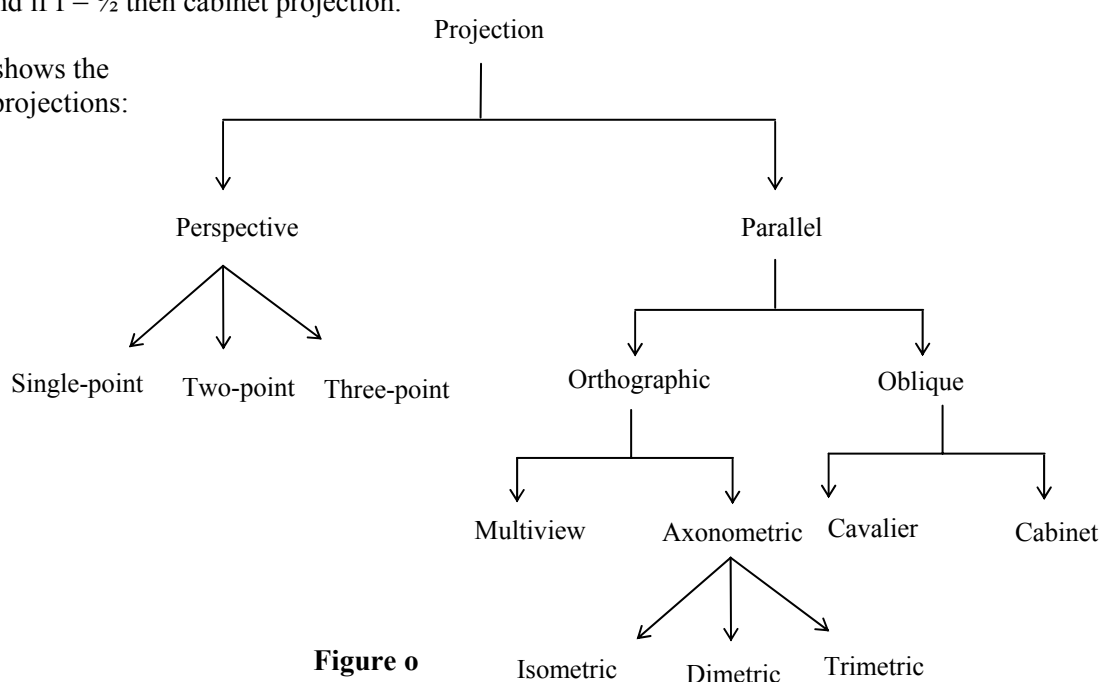 nd if f = ½ then cabinet projection.
Projection
shows the
projections:
Perspective Parallel
Single-point Two-point Three-point Orthographic Oblique
Multiview Axonometric Cavalier Cabinet
Figure o Isometric Dimetric Trimetric